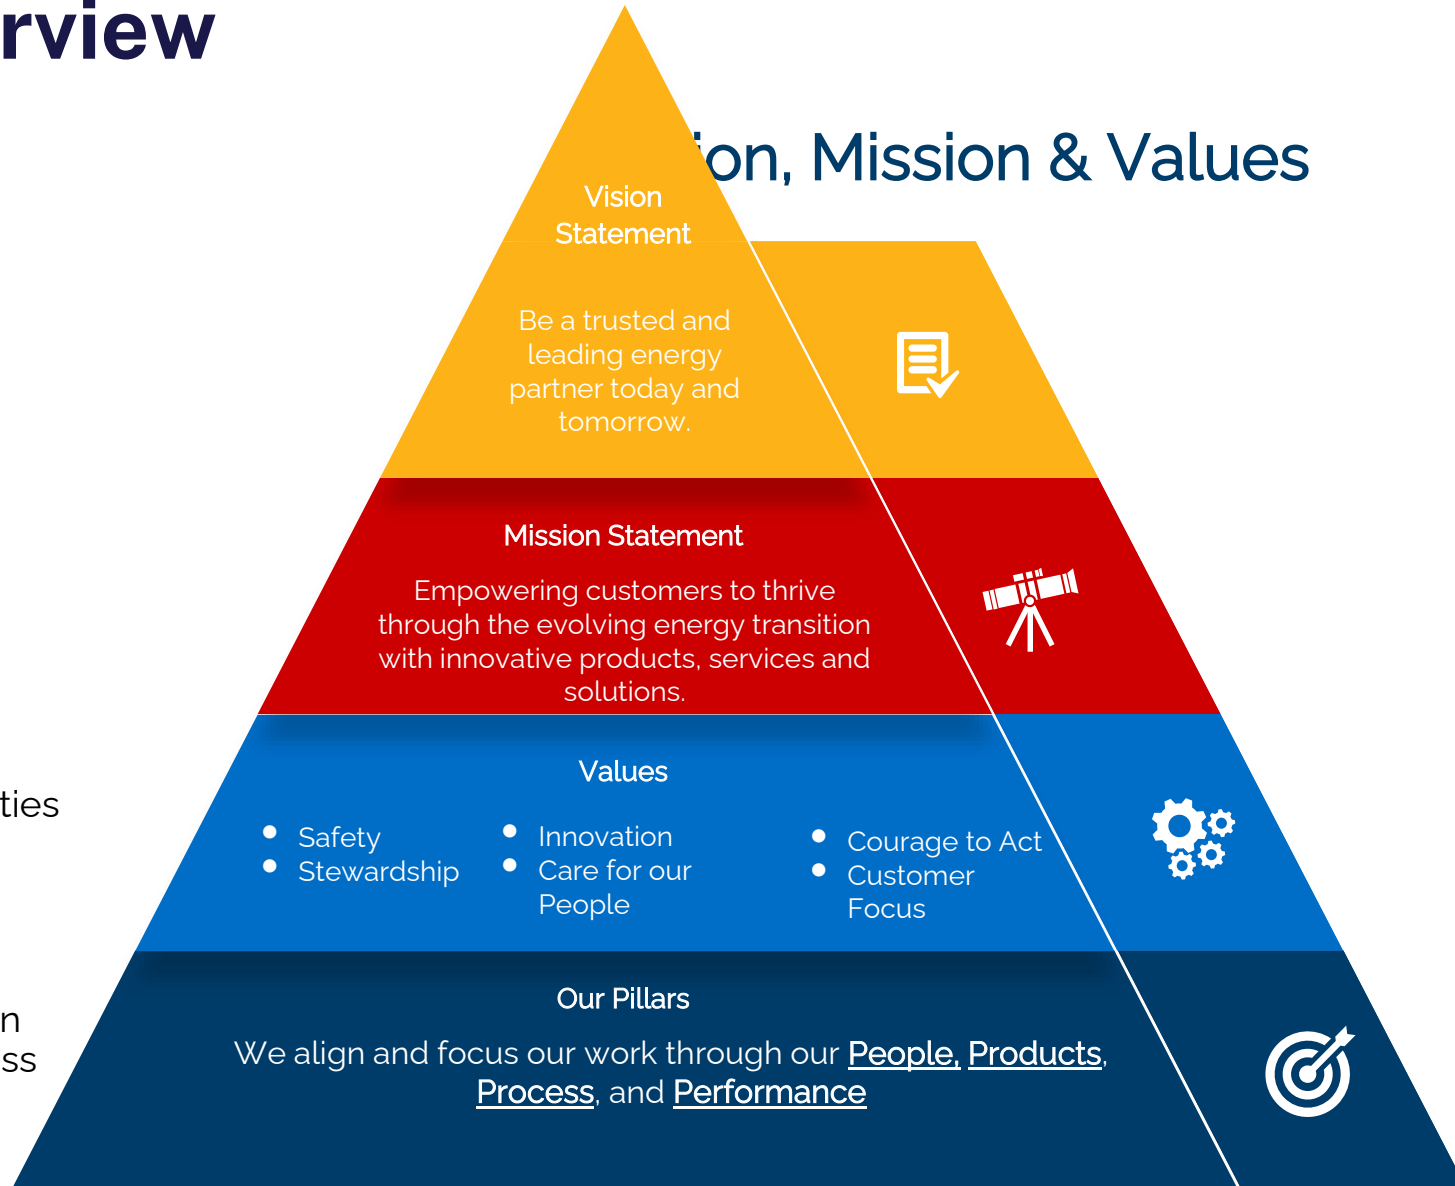 rview
ion, Mission & Values
Vision
Statement
Be a trusted and
leading energy
partner today and
tomorrow.
Mission Statement
Empowering customers to thrive
through the evolving energy transition
with innovative products, services and
solutions.
Values
ties
• Safety
• Stewardship
• Innovation
• Care for our
People
• Courage to Act
• Customer
Focus
Our Pillars
n
ss
We align and focus our work through our People, Products,
Process, and Performance